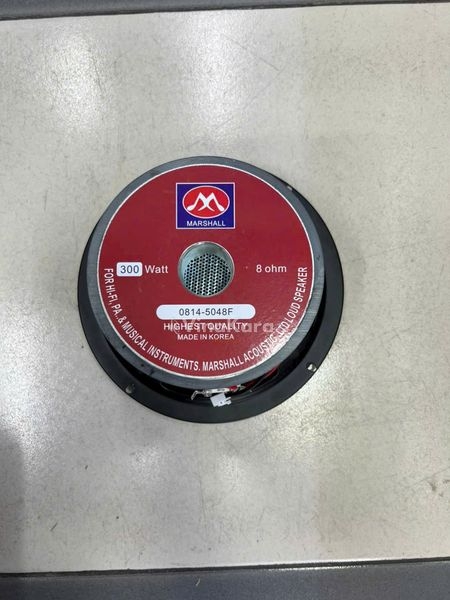 MARSHALL
300 Watt
8 ohm
0814-5048F
HIGHEST QUALITY
MADE IN KOREA
FOR HI-FI, PA, & MUSICAL INSTRUMENTS. MARSHALL ACOUSTIC, LTD LOUD SPEAKER